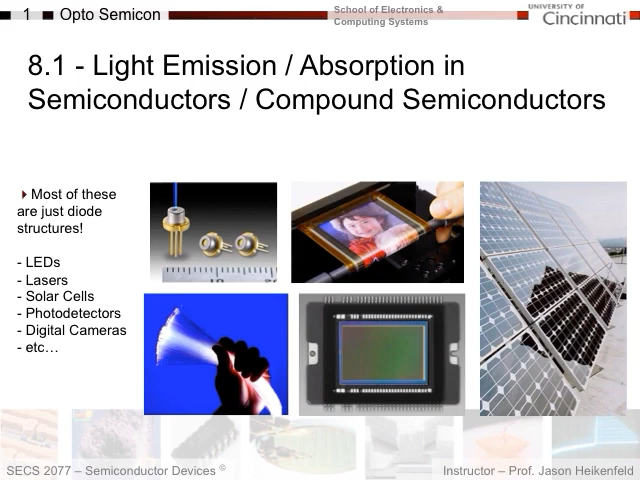 1 Opto Semicon
School of Electronics &
Computing Systems
UNIVERSITY OF
Cincinnati
8.1 - Light Emission / Absorption in
Semiconductors / Compound Semiconductors
Most of these
are just diode
structures!
- LEDs
- Lasers
- Solar Cells
- Photodetectors
- Digital Cameras
- etc…
SECS 2077 – Semiconductor Devices ©
Instructor – Prof. Jason Heikenfeld